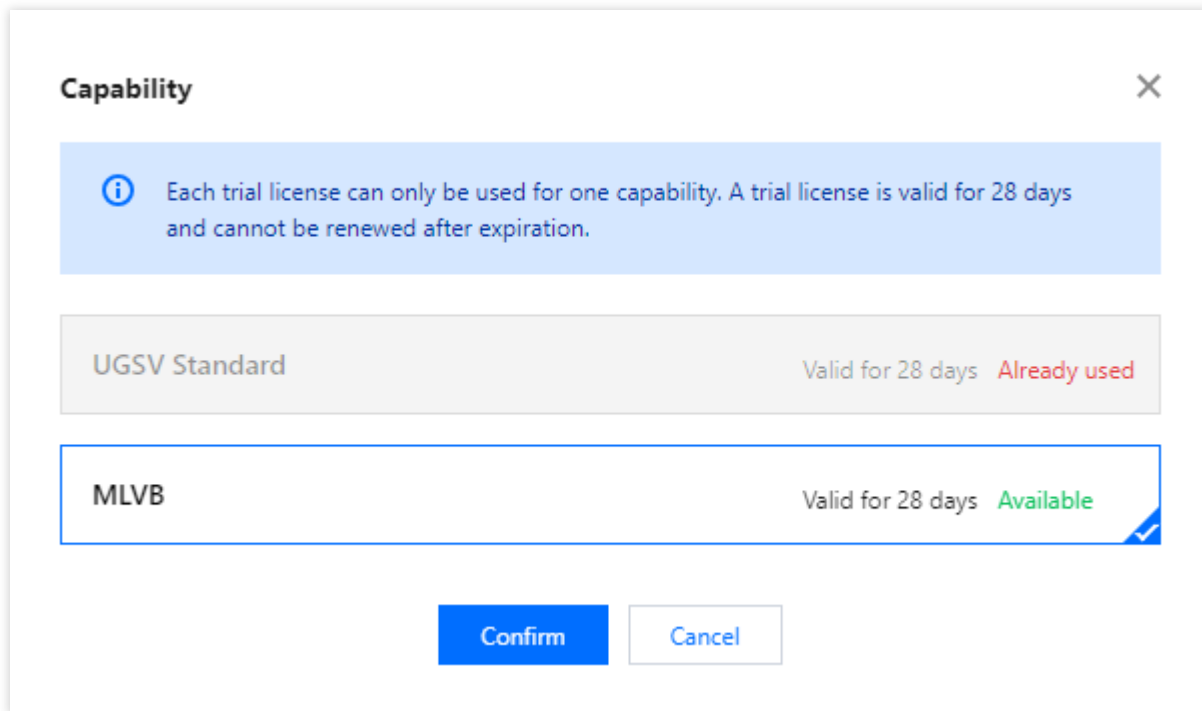 Capability
Each trial license can only be used for one capability. A trial license is valid for 28 days
and cannot be renewed after expiration.
UGSV Standard Valid for 28 days Already used
MLVB Valid for 28 days Available
Confirm Cancel